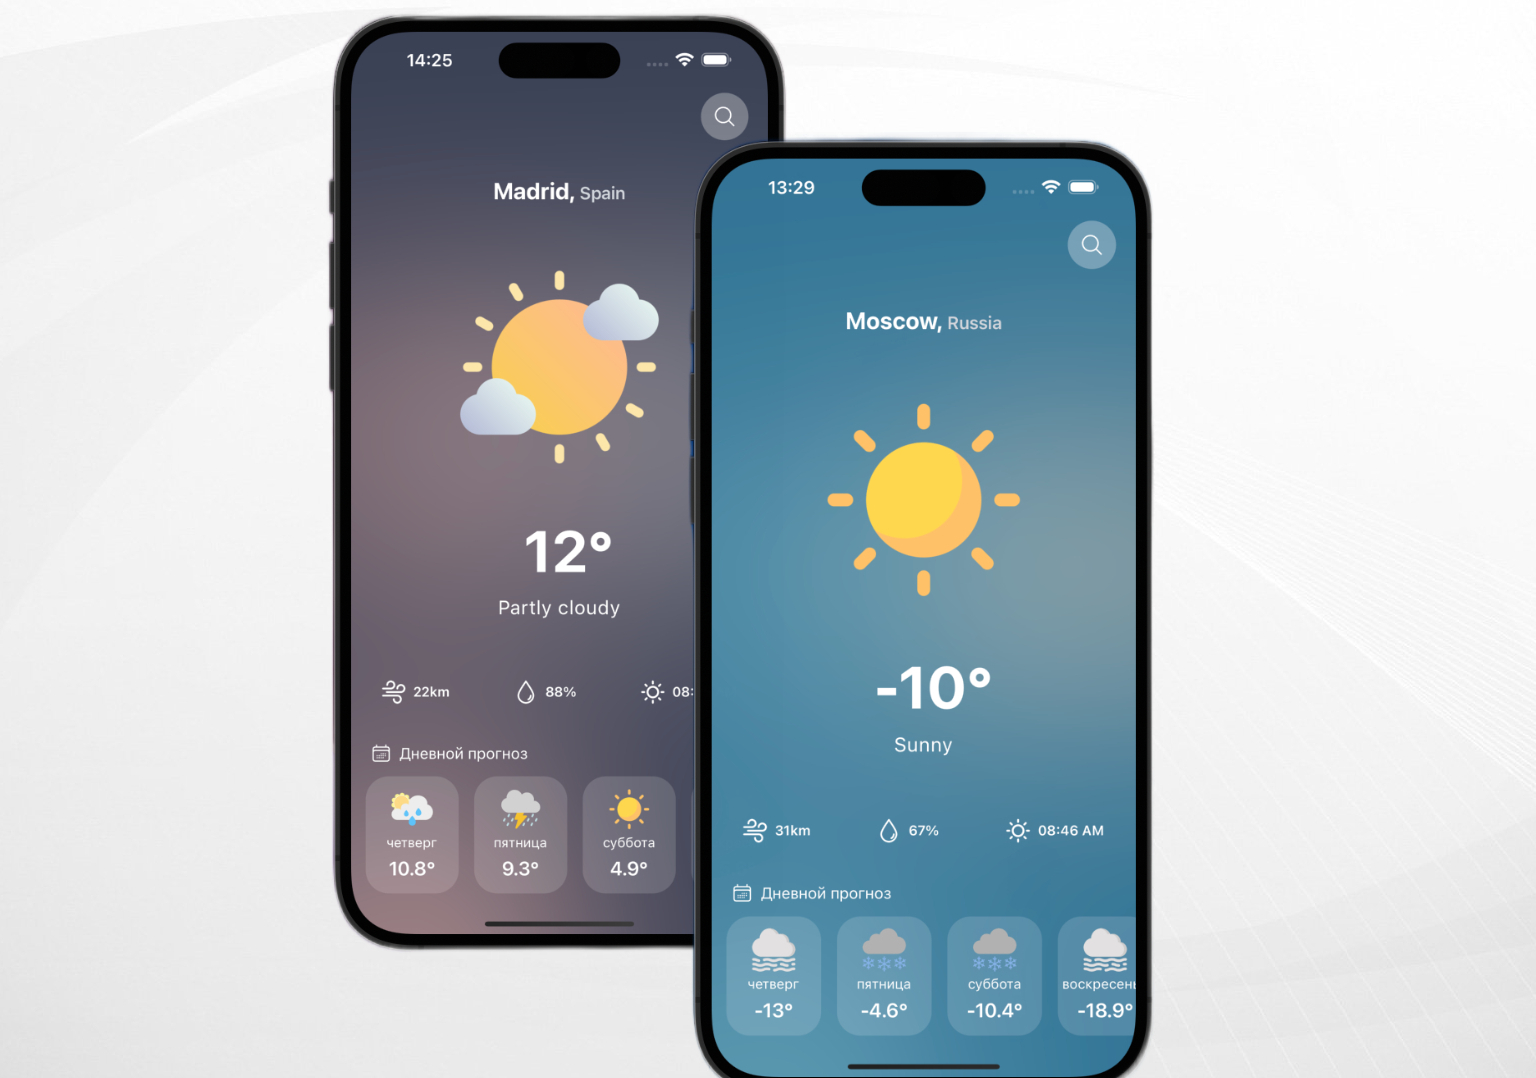 14:25
Madrid, Spain
12°
Partly cloudy
22km 88% 08:
Дневной прогноз
четверг пятница суббота
10.8° 9.3° 4.9°
13:29
Moscow, Russia
-10°
Sunny
31km 67% 08:46 AM
Дневной прогноз
четверг пятница суббота воскресень
-13° -4.6° -10.4° -18.9°